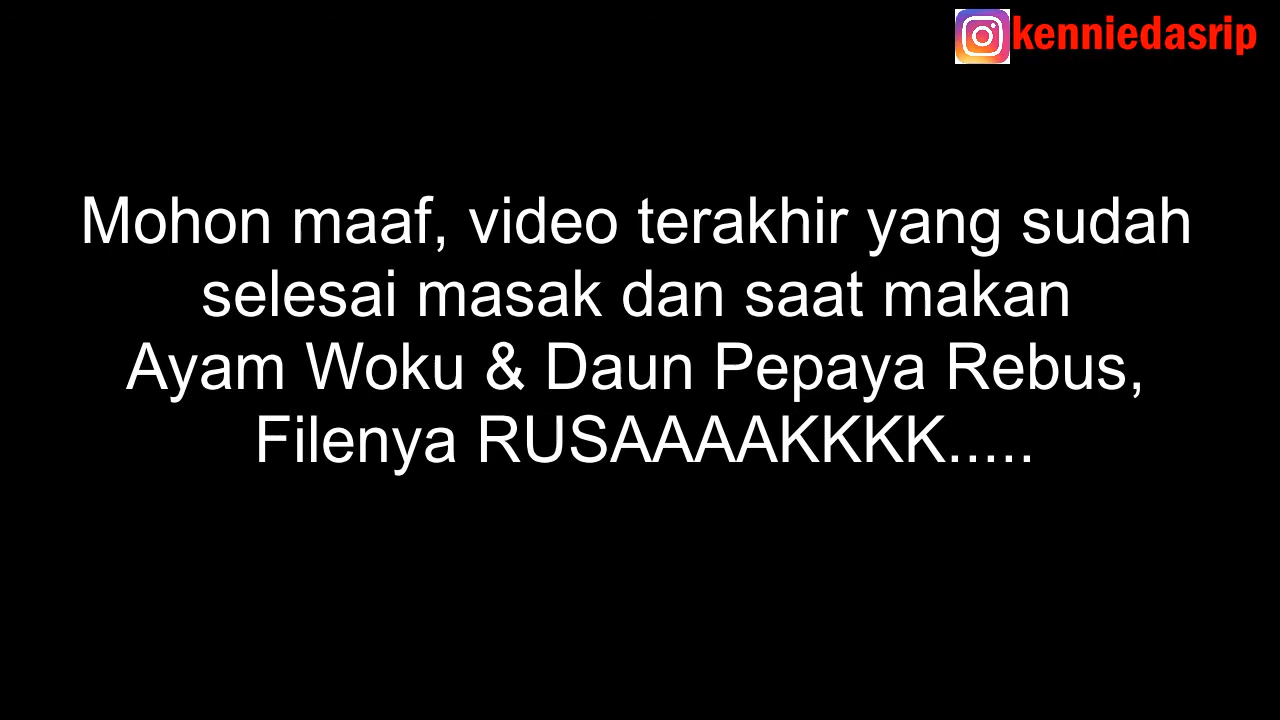 kenniedasrip
Mohon maaf, video terakhir yang sudah
selesai masak dan saat makan
Ayam Woku & Daun Pepaya Rebus,
Filenya RUSAAAAKKKK.....